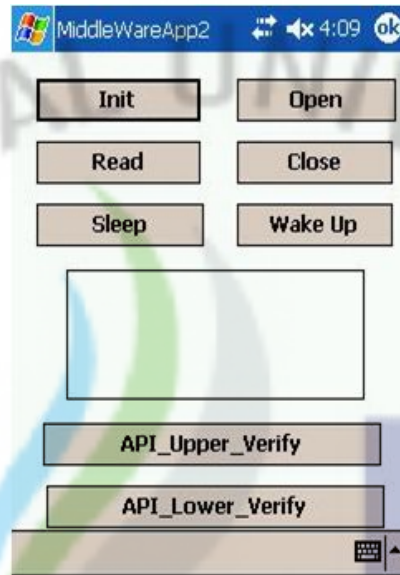 MiddleWareApp2 4:09 ok
Init Open
Read Close
Sleep Wake Up
API_Upper_Verify
API_Lower_Verify